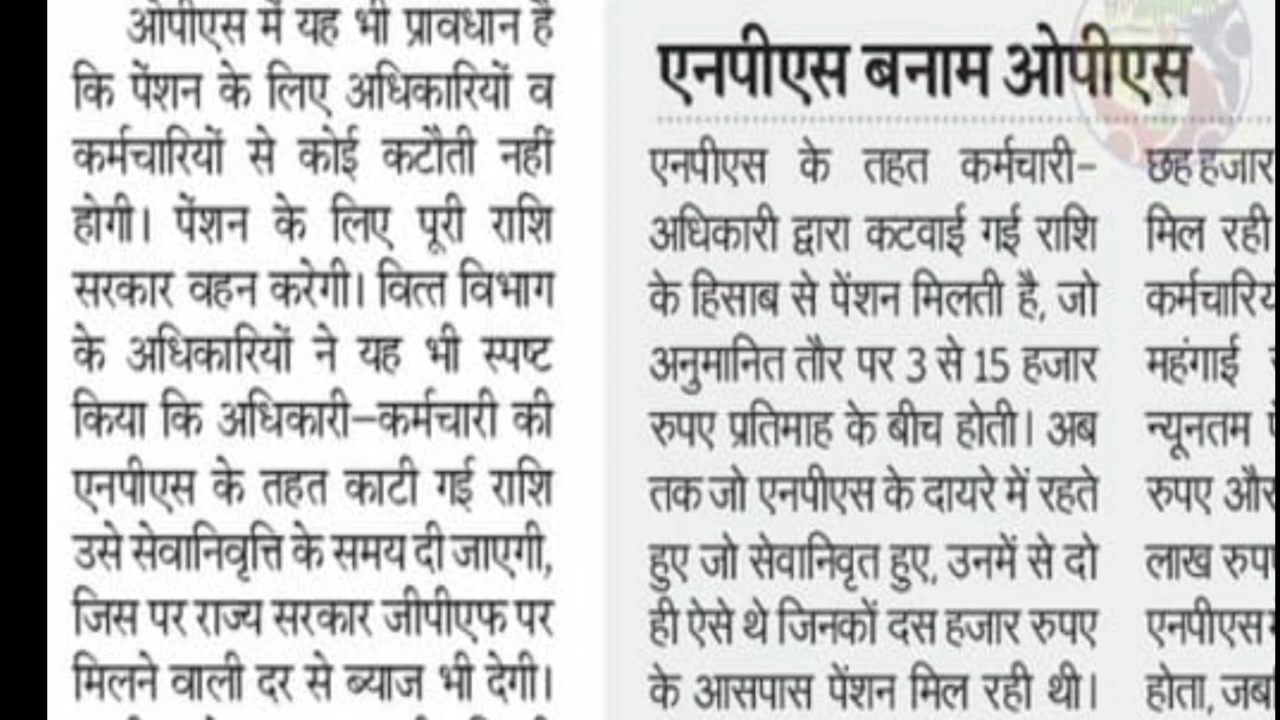 ओपीएस में यह भी प्रावधान है
कि पेंशन के लिए अधिकारियों व
कर्मचारियों से कोई कटौती नहीं
होगी। पेंशन के लिए पूरी राशि
सरकार वहन करेगी। वित्त विभाग
के अधिकारियों ने यह भी स्पष्ट
किया कि अधिकारी-कर्मचारी की
एनपीएस के तहत काटी गई राशि
उसे सेवानिवृत्ति के समय दी जाएगी,
जिस पर राज्य सरकार जीपीएफ पर
मिलने वाली दर से ब्याज भी देगी।
एनपीएस बनाम ओपीएस
एनपीएस के तहत कर्मचारी-
अधिकारी द्वारा कटवाई गई राशि
के हिसाब से पेंशन मिलती है, जो
अनुमानित तौर पर 3 से 15 हजार
रुपए प्रतिमाह के बीच होती। अब
तक जो एनपीएस के दायरे में रहते
हुए जो सेवानिवृत हुए, उनमें से दो
ही ऐसे थे जिनकों दस हजार रुपए
के आसपास पेंशन मिल रही थी।
छह हजार
मिल रही
कर्मचारिय
महंगाई
न्यूनतम
रुपए और
लाख रुप
एनपीएस
होता, जब